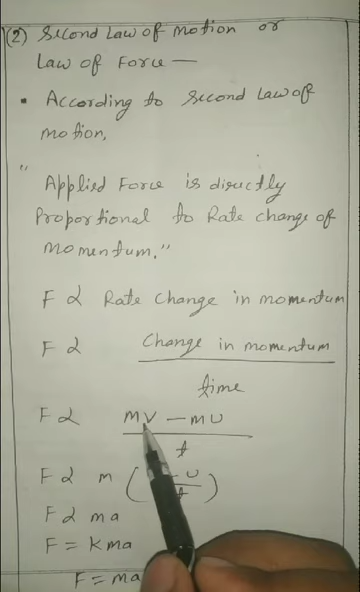 (2) Second Law of motion or
Law of Force —
• According to Second Law of
motion,
"Applied Force is directly
Proportional to Rate change of
momentum."
F α Rate Change in momentum
F α Change in momentum
time
F α mv - mu
t
F α m ( - u
t )
F α ma
F = kma
F = ma